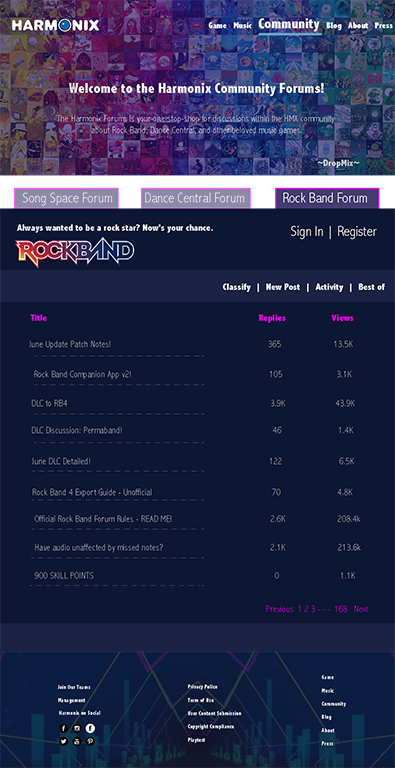 HARMONIX
Game Music Community Blog About Press
Welcome to the Harmonix Community Forums!
The Harmonix Forums is your one-stop-shop for discussions within the HMX community
about Rock Band, Dance Central, and other beloved music games.
~DropMix~
Song Space Forum Dance Central Forum Rock Band Forum
Always wanted to be a rock star? Now's your chance.
Sign In | Register
ROCKBAND
Classify | New Post | Activity | Best of
Title Replies Views
June Update Patch Notes! 365 13.5K
Rock Band Companion App v2! 105 3.1K
DLC to RB4 3.9K 43.9K
DLC Discussion: Permaband! 46 1.4K
June DLC Detailed! 122 6.5K
Rock Band 4 Export Guide - Unofficial 70 4.8K
Official Rock Band Forum Rules - READ ME! 2.6K 208.4k
Have audio unaffected by missed notes? 2.1K 213.6k
900 SKILL POINTS 0 1.1K
Previous 1 2 3 - - - 168 Next
Join Our Teams
Management
Harmonix on Social
Privacy Police
Term of Use
User Content Submission
Copyright Compliance
Playtest
Game
Music
Community
Blog
About
Press